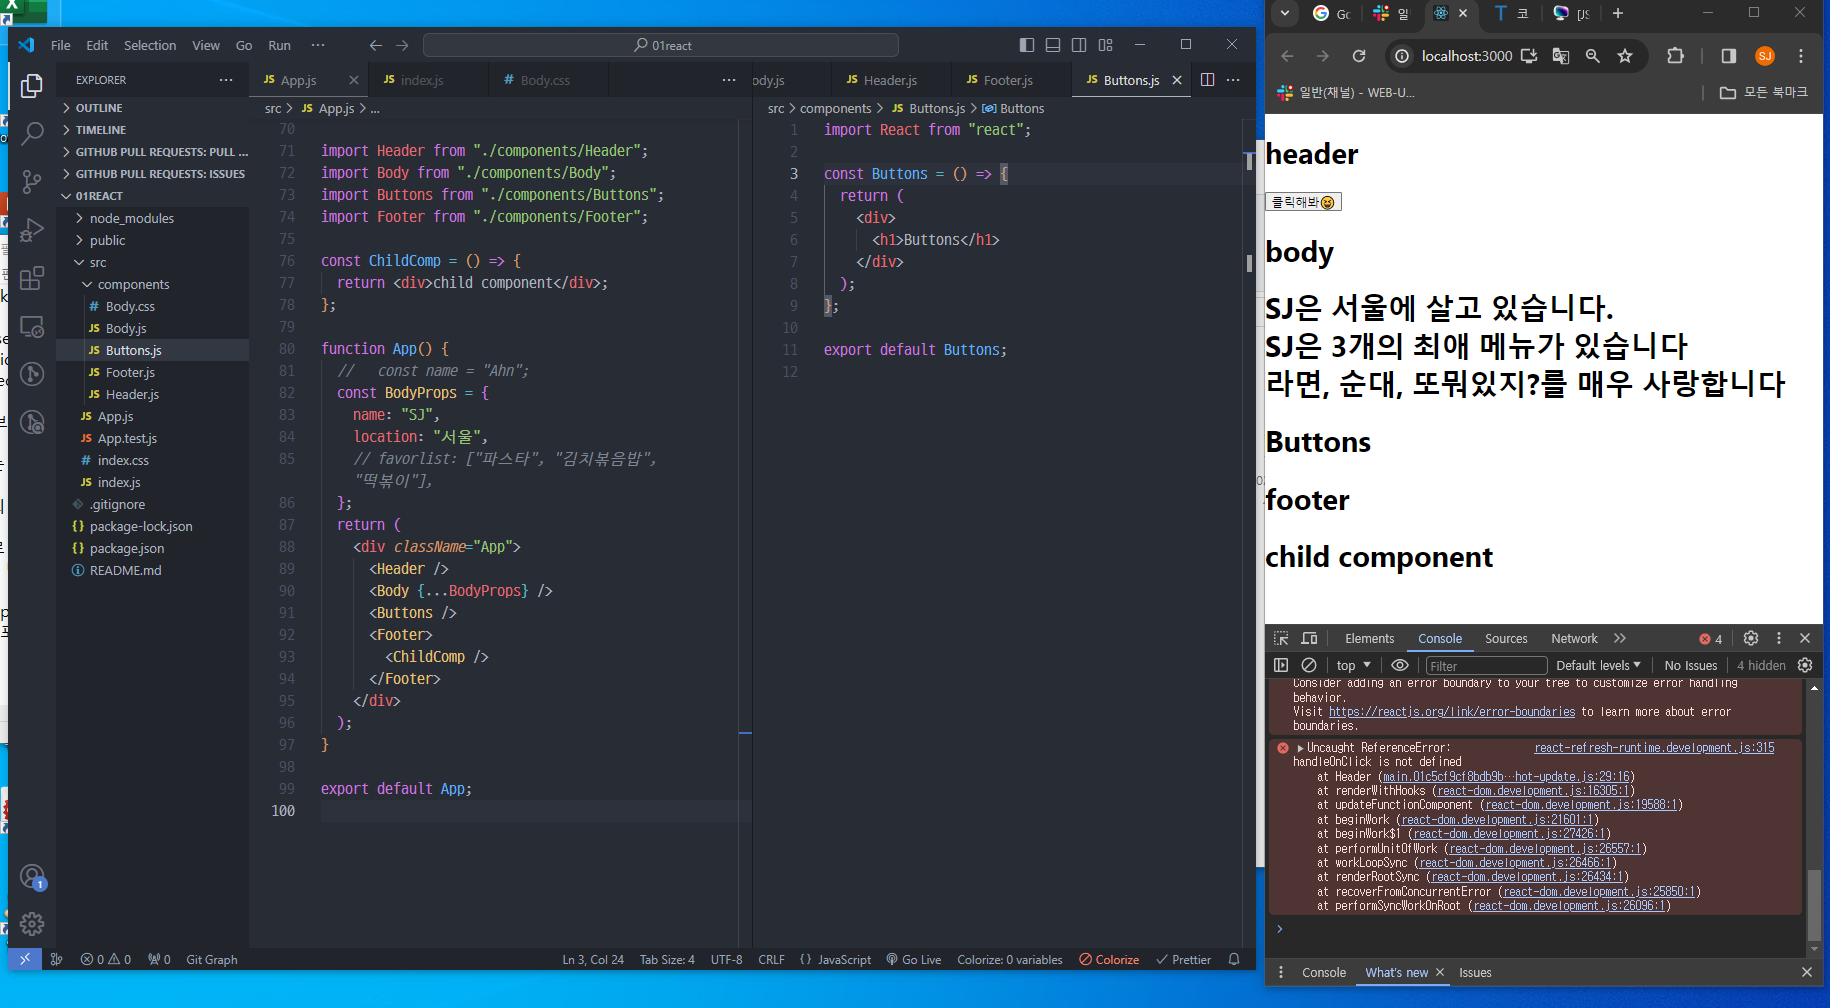 File Edit Selection View Go Run ···
01react
EXPLORER ···
OUTLINE
TIMELINE
GITHUB PULL REQUESTS: PULL ...
GITHUB PULL REQUESTS: ISSUES
01REACT
node_modules
public
src
components
# Body.css
JS Body.js
JS Buttons.js
JS Footer.js
JS Header.js
JS App.js
JS App.test.js
# index.css
JS index.js
.gitignore
{} package-lock.json
{} package.json
README.md
1
JS App.js
JS index.js
# Body.css
···
src > JS App.js > ...
70
71 import Header from "./components/Header";
72 import Body from "./components/Body";
73 import Buttons from "./components/Buttons";
74 import Footer from "./components/Footer";
75
76 const ChildComp = () => {
77 return <div>child component</div>;
78 };
79
80 function App() {
81 // const name = "Ahn";
82 const BodyProps = {
83 name: "SJ",
84 location: "서울",
85 // favorlist: ["파스타", "김치볶음밥",
"떡볶이"],
86 };
87 return (
88 <div className="App">
89 <Header />
90 <Body {...BodyProps} />
91 <Buttons />
92 <Footer>
93 <ChildComp />
94 </Footer>
95 </div>
96 );
97 }
98
99 export default App;
100
ody.js
JS Header.js
JS Footer.js
JS Buttons.js
···
src > components > JS Buttons.js > Buttons
1 import React from "react";
2
3 const Buttons = () => {
4 return (
5 <div>
6 <h1>Buttons</h1>
7 </div>
8 );
9 };
10
11 export default Buttons;
12
0 0 0 Git Graph
Ln 3, Col 24 Tab Size: 4 UTF-8 CRLF {} JavaScript Go Live Colorize: 0 variables Colorize Prettier
Go
일
T 코
[JS
localhost:3000
SJ
일반(채널) - WEB-U...
모든 북마크
header
클릭해봐😆
body
SJ은 서울에 살고 있습니다.
SJ은 3개의 최애 메뉴가 있습니다
라면, 순대, 또뭐있지?를 매우 사랑합니다
Buttons
footer
child component
Elements Console Sources Network >> 4
top Filter Default levels No Issues 4 hidden
Consider adding an error boundary to your tree to customize error handling
behavior.
Visit https://reactjs.org/link/error-boundaries to learn more about error
boundaries.
Uncaught ReferenceError: react-refresh-runtime.development.js:315
handleOnClick is not defined
at Header (main.01c5cf9cf8bdb9b…hot-update.js:29:16)
at renderWithHooks (react-dom.development.js:16305:1)
at updateFunctionComponent (react-dom.development.js:19588:1)
at beginWork (react-dom.development.js:21601:1)
at beginWork$1 (react-dom.development.js:27426:1)
at performUnitOfWork (react-dom.development.js:26557:1)
at workLoopSync (react-dom.development.js:26466:1)
at renderRootSync (react-dom.development.js:26434:1)
at recoverFromConcurrentError (react-dom.development.js:25850:1)
at performSyncWorkOnRoot (react-dom.development.js:26096:1)
>
Console What's new Issues